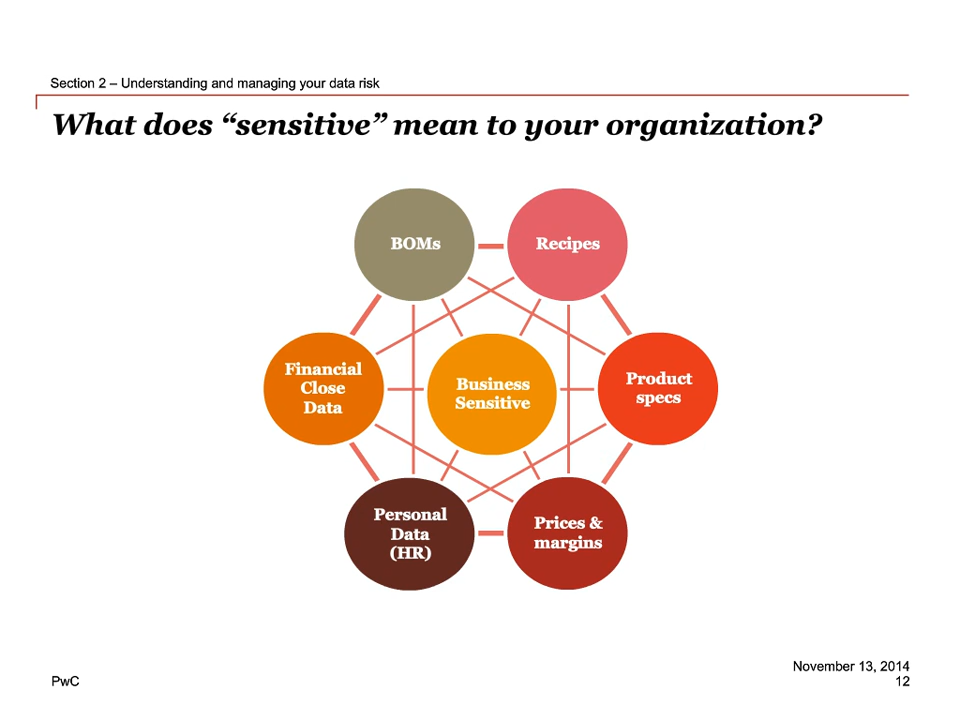 Section 2 – Understanding and managing your data risk
What does “sensitive” mean to your organization?
BOMs
Recipes
Financial
Close
Data
Business
Sensitive
Product
specs
Personal
Data
(HR)
Prices &
margins
November 13, 2014
PwC
12